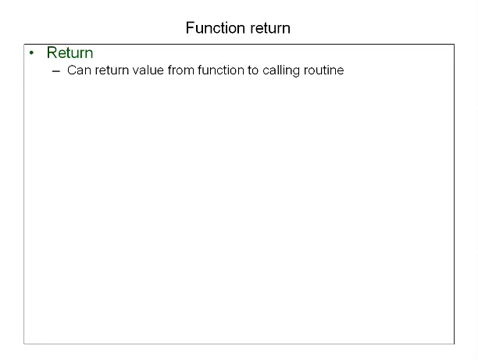 Function return
• Return
– Can return value from function to calling routine